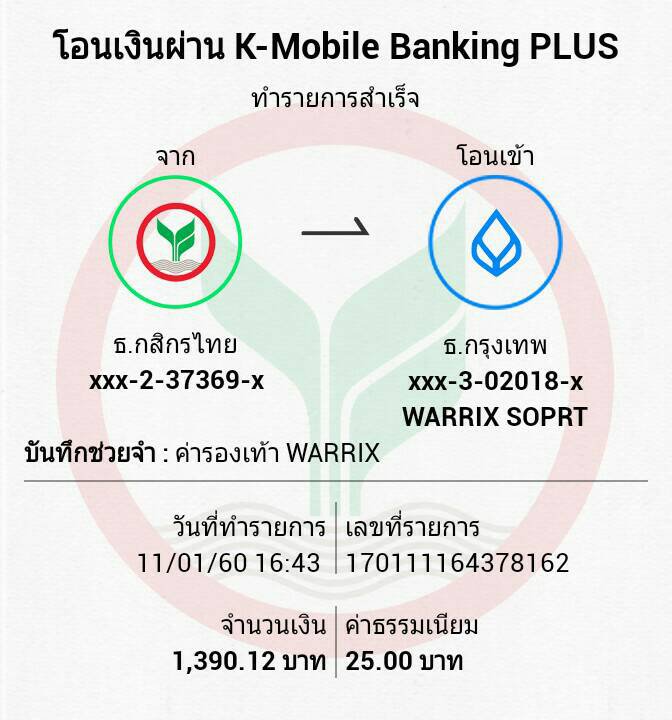 โอนเงินผ่าน K-Mobile Banking PLUS
ทำรายการสำเร็จ
จาก
โอนเข้า
ธ.กสิกรไทย
xxx-2-37369-x
ธ.กรุงเทพ
xxx-3-02018-x
WARRIX SOPRT
บันทึกช่วยจำ : ค่ารองเท้า WARRIX
วันที่ทำรายการ
11/01/60 16:43
เลขที่รายการ
170111164378162
จำนวนเงิน
1,390.12 บาท
ค่าธรรมเนียม
25.00 บาท